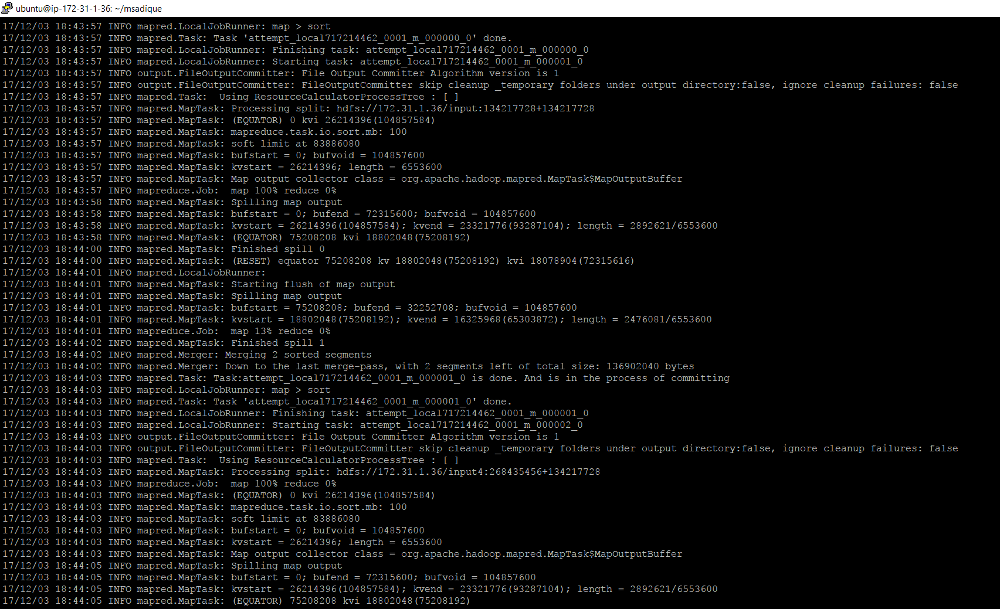 ubuntu@ip-172-31-1-36: ~/msadique
17/12/03 18:43:57 INFO mapred.LocalJobRunner: map > sort
17/12/03 18:43:57 INFO mapred.Task: Task 'attempt_local717214462_0001_m_000000_0' done.
17/12/03 18:43:57 INFO mapred.LocalJobRunner: Finishing task: attempt_local717214462_0001_m_000000_0
17/12/03 18:43:57 INFO mapred.LocalJobRunner: Starting task: attempt_local717214462_0001_m_000001_0
17/12/03 18:43:57 INFO output.FileOutputCommitter: File Output Committer Algorithm version is 1
17/12/03 18:43:57 INFO output.FileOutputCommitter: FileOutputCommitter skip cleanup _temporary folders under output directory:false, ignore cleanup failures: false
17/12/03 18:43:57 INFO mapred.Task:  Using ResourceCalculatorProcessTree : [ ]
17/12/03 18:43:57 INFO mapred.MapTask: Processing split: hdfs://172.31.1.36/input:134217728+134217728
17/12/03 18:43:57 INFO mapred.MapTask: (EQUATOR) 0 kvi 26214396(104857584)
17/12/03 18:43:57 INFO mapred.MapTask: mapreduce.task.io.sort.mb: 100
17/12/03 18:43:57 INFO mapred.MapTask: soft limit at 83886080
17/12/03 18:43:57 INFO mapred.MapTask: bufstart = 0; bufvoid = 104857600
17/12/03 18:43:57 INFO mapred.MapTask: kvstart = 26214396; length = 6553600
17/12/03 18:43:57 INFO mapred.MapTask: Map output collector class = org.apache.hadoop.mapred.MapTask$MapOutputBuffer
17/12/03 18:43:57 INFO mapreduce.Job:  map 100% reduce 0%
17/12/03 18:43:58 INFO mapred.MapTask: Spilling map output
17/12/03 18:43:58 INFO mapred.MapTask: bufstart = 0; bufend = 72315600; bufvoid = 104857600
17/12/03 18:43:58 INFO mapred.MapTask: kvstart = 26214396(104857584); kvend = 23321776(93287104); length = 2892621/6553600
17/12/03 18:43:58 INFO mapred.MapTask: (EQUATOR) 75208208 kvi 18802048(75208192)
17/12/03 18:44:00 INFO mapred.MapTask: Finished spill 0
17/12/03 18:44:00 INFO mapred.MapTask: (RESET) equator 75208208 kv 18802048(75208192) kvi 18078904(72315616)
17/12/03 18:44:01 INFO mapred.LocalJobRunner:
17/12/03 18:44:01 INFO mapred.MapTask: Starting flush of map output
17/12/03 18:44:01 INFO mapred.MapTask: Spilling map output
17/12/03 18:44:01 INFO mapred.MapTask: bufstart = 75208208; bufend = 32252708; bufvoid = 104857600
17/12/03 18:44:01 INFO mapred.MapTask: kvstart = 18802048(75208192); kvend = 16325968(65303872); length = 2476081/6553600
17/12/03 18:44:01 INFO mapreduce.Job:  map 13% reduce 0%
17/12/03 18:44:02 INFO mapred.MapTask: Finished spill 1
17/12/03 18:44:02 INFO mapred.Merger: Merging 2 sorted segments
17/12/03 18:44:02 INFO mapred.Merger: Down to the last merge-pass, with 2 segments left of total size: 136902040 bytes
17/12/03 18:44:03 INFO mapred.Task: Task:attempt_local717214462_0001_m_000001_0 is done. And is in the process of committing
17/12/03 18:44:03 INFO mapred.LocalJobRunner: map > sort
17/12/03 18:44:03 INFO mapred.Task: Task 'attempt_local717214462_0001_m_000001_0' done.
17/12/03 18:44:03 INFO mapred.LocalJobRunner: Finishing task: attempt_local717214462_0001_m_000001_0
17/12/03 18:44:03 INFO mapred.LocalJobRunner: Starting task: attempt_local717214462_0001_m_000002_0
17/12/03 18:44:03 INFO output.FileOutputCommitter: File Output Committer Algorithm version is 1
17/12/03 18:44:03 INFO output.FileOutputCommitter: FileOutputCommitter skip cleanup _temporary folders under output directory:false, ignore cleanup failures: false
17/12/03 18:44:03 INFO mapred.Task:  Using ResourceCalculatorProcessTree : [ ]
17/12/03 18:44:03 INFO mapred.MapTask: Processing split: hdfs://172.31.1.36/input4:268435456+134217728
17/12/03 18:44:03 INFO mapreduce.Job:  map 100% reduce 0%
17/12/03 18:44:03 INFO mapred.MapTask: (EQUATOR) 0 kvi 26214396(104857584)
17/12/03 18:44:03 INFO mapred.MapTask: mapreduce.task.io.sort.mb: 100
17/12/03 18:44:03 INFO mapred.MapTask: soft limit at 83886080
17/12/03 18:44:03 INFO mapred.MapTask: bufstart = 0; bufvoid = 104857600
17/12/03 18:44:03 INFO mapred.MapTask: kvstart = 26214396; length = 6553600
17/12/03 18:44:03 INFO mapred.MapTask: Map output collector class = org.apache.hadoop.mapred.MapTask$MapOutputBuffer
17/12/03 18:44:05 INFO mapred.MapTask: Spilling map output
17/12/03 18:44:05 INFO mapred.MapTask: bufstart = 0; bufend = 72315600; bufvoid = 104857600
17/12/03 18:44:05 INFO mapred.MapTask: kvstart = 26214396(104857584); kvend = 23321776(93287104); length = 2892621/6553600
17/12/03 18:44:05 INFO mapred.MapTask: (EQUATOR) 75208208 kvi 18802048(75208192)